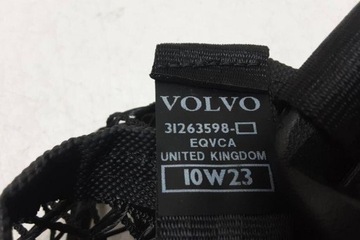 VOLVO
31263598-□
EQVCA
UNITED KINGDOM
10W23